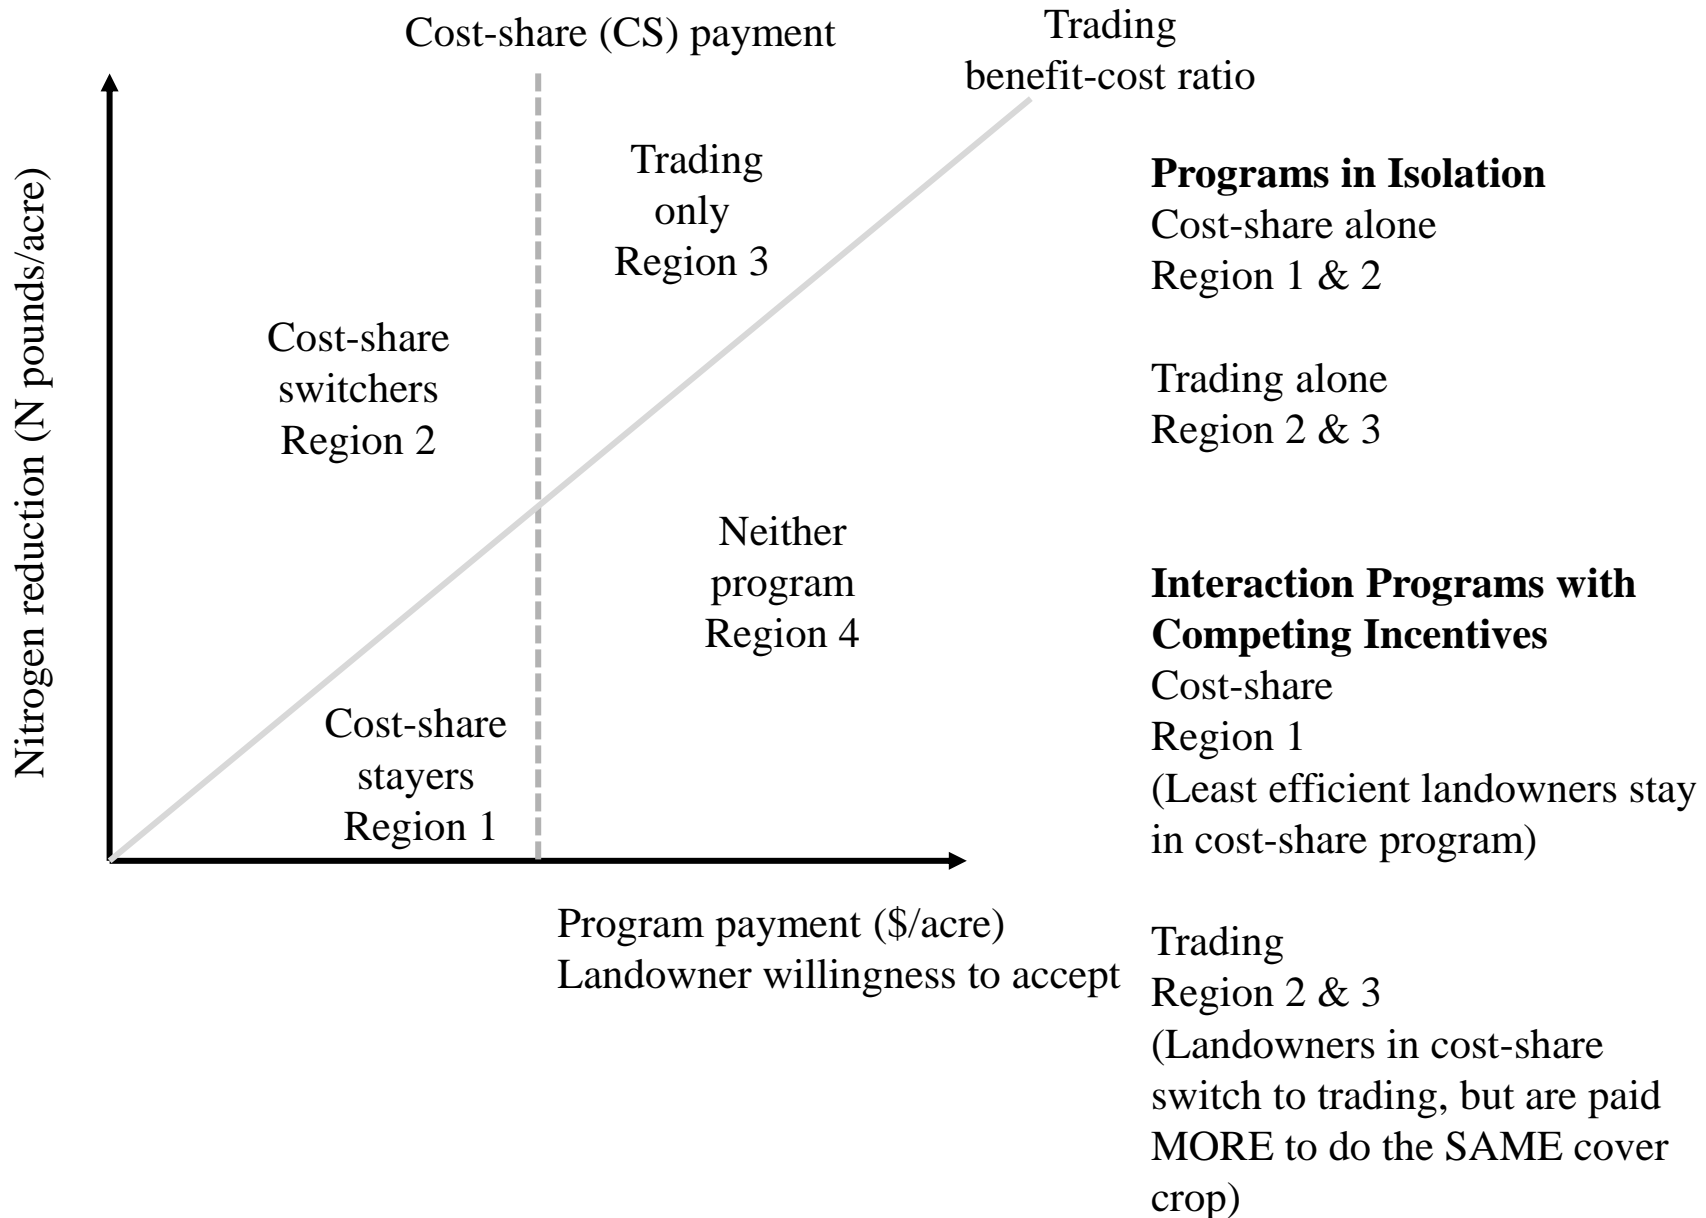 Cost-share (CS) payment
Trading
benefit-cost ratio
Nitrogen reduction (N pounds/acre)
Trading
only
Region 3
Cost-share
switchers
Region 2
Neither
program
Region 4
Cost-share
stayers
Region 1
Program payment ($/acre)
Landowner willingness to accept
Programs in Isolation
Cost-share alone
Region 1 & 2
Trading alone
Region 2 & 3
Interaction Programs with
Competing Incentives
Cost-share
Region 1
(Least efficient landowners stay
in cost-share program)
Trading
Region 2 & 3
(Landowners in cost-share
switch to trading, but are paid
MORE to do the SAME cover
crop)